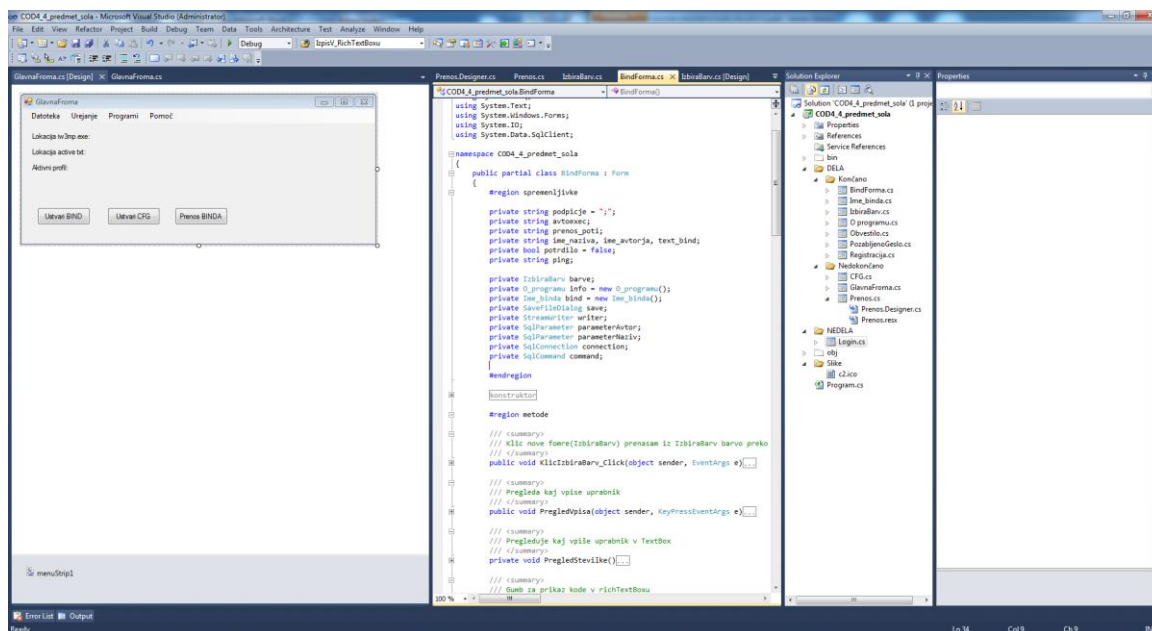 COD4_4_predmet_sola - Microsoft Visual Studio (Administrator)
File Edit View Refactor Project Build Debug Team Data Tools Architecture Test Analyze Window Help
Debug IzpisV_RichTextBoxu
GlavnaFroma.cs [Design] GlavnaFroma.cs
GlavnaFroma
Datoteka Urejanje Programi Pomoč
Lokacija iw3mp.exe:
Lokacija active txt:
Aktivni profil:
Ustvari BIND Ustvari CFG Prenos BINDA
menuStrip1
Prenos.Designer.cs Prenos.cs IzbiraBarv.cs BindForma.cs IzbiraBarv.cs [Design]
COD4_4_predmet_sola.BindForma BindForma()
using System.Text;
using System.Windows.Forms;
using System.IO;
using System.Data.SqlClient;
namespace COD4_4_predmet_sola
{
public partial class BindForma : Form
{
#region spremenljivke
private string podpicje = ";";
private string avtoexec;
private string prenos_poti;
private string ime_naziva, ime_avtorja, text_bind;
private bool potrdilo = false;
private string ping;
private IzbiraBarv barve;
private O_programu info = new O_programu();
private Ime_binda bind = new Ime_binda();
private SaveFileDialog save;
private StreamWriter writer;
private SqlParameter parameterAvtor;
private SqlParameter parameterNaziv;
private SqlConnection connection;
private SqlCommand command;
#endregion
konstruktor
#region metode
/// <summary>
/// Klic nove fomre(IzbiraBarv) prenasam iz IzbiraBarv barvo preko
/// </summary>
public void KlicIzbiraBarv_Click(object sender, EventArgs e)...
/// <summary>
/// Pregleda kaj vpise uprabnik
/// </summary>
public void PregledVpisa(object sender, KeyPressEventArgs e)...
/// <summary>
/// Pregleduje kaj vpiše uprabnik v TextBox
/// </summary>
private void PregledStevilke()...
/// <summary>
/// Gumb za prikaz kode v richTextBoxu
100 %
Solution Explorer
Solution 'COD4_4_predmet_sola' (1 proje
COD4_4_predmet_sola
Properties
References
Service References
bin
DELA
Končano
BindForma.cs
Ime_binda.cs
IzbiraBarv.cs
O programu.cs
Obvestilo.cs
PozabljenoGeslo.cs
Registracija.cs
Nedokončano
CFG.cs
GlavnaFroma.cs
Prenos.cs
Prenos.Designer.cs
Prenos.resx
NEDELA
Login.cs
obj
Slike
c2.ico
Program.cs
Properties
Error List Output
Ready Ln 34 Col 9 Ch 9